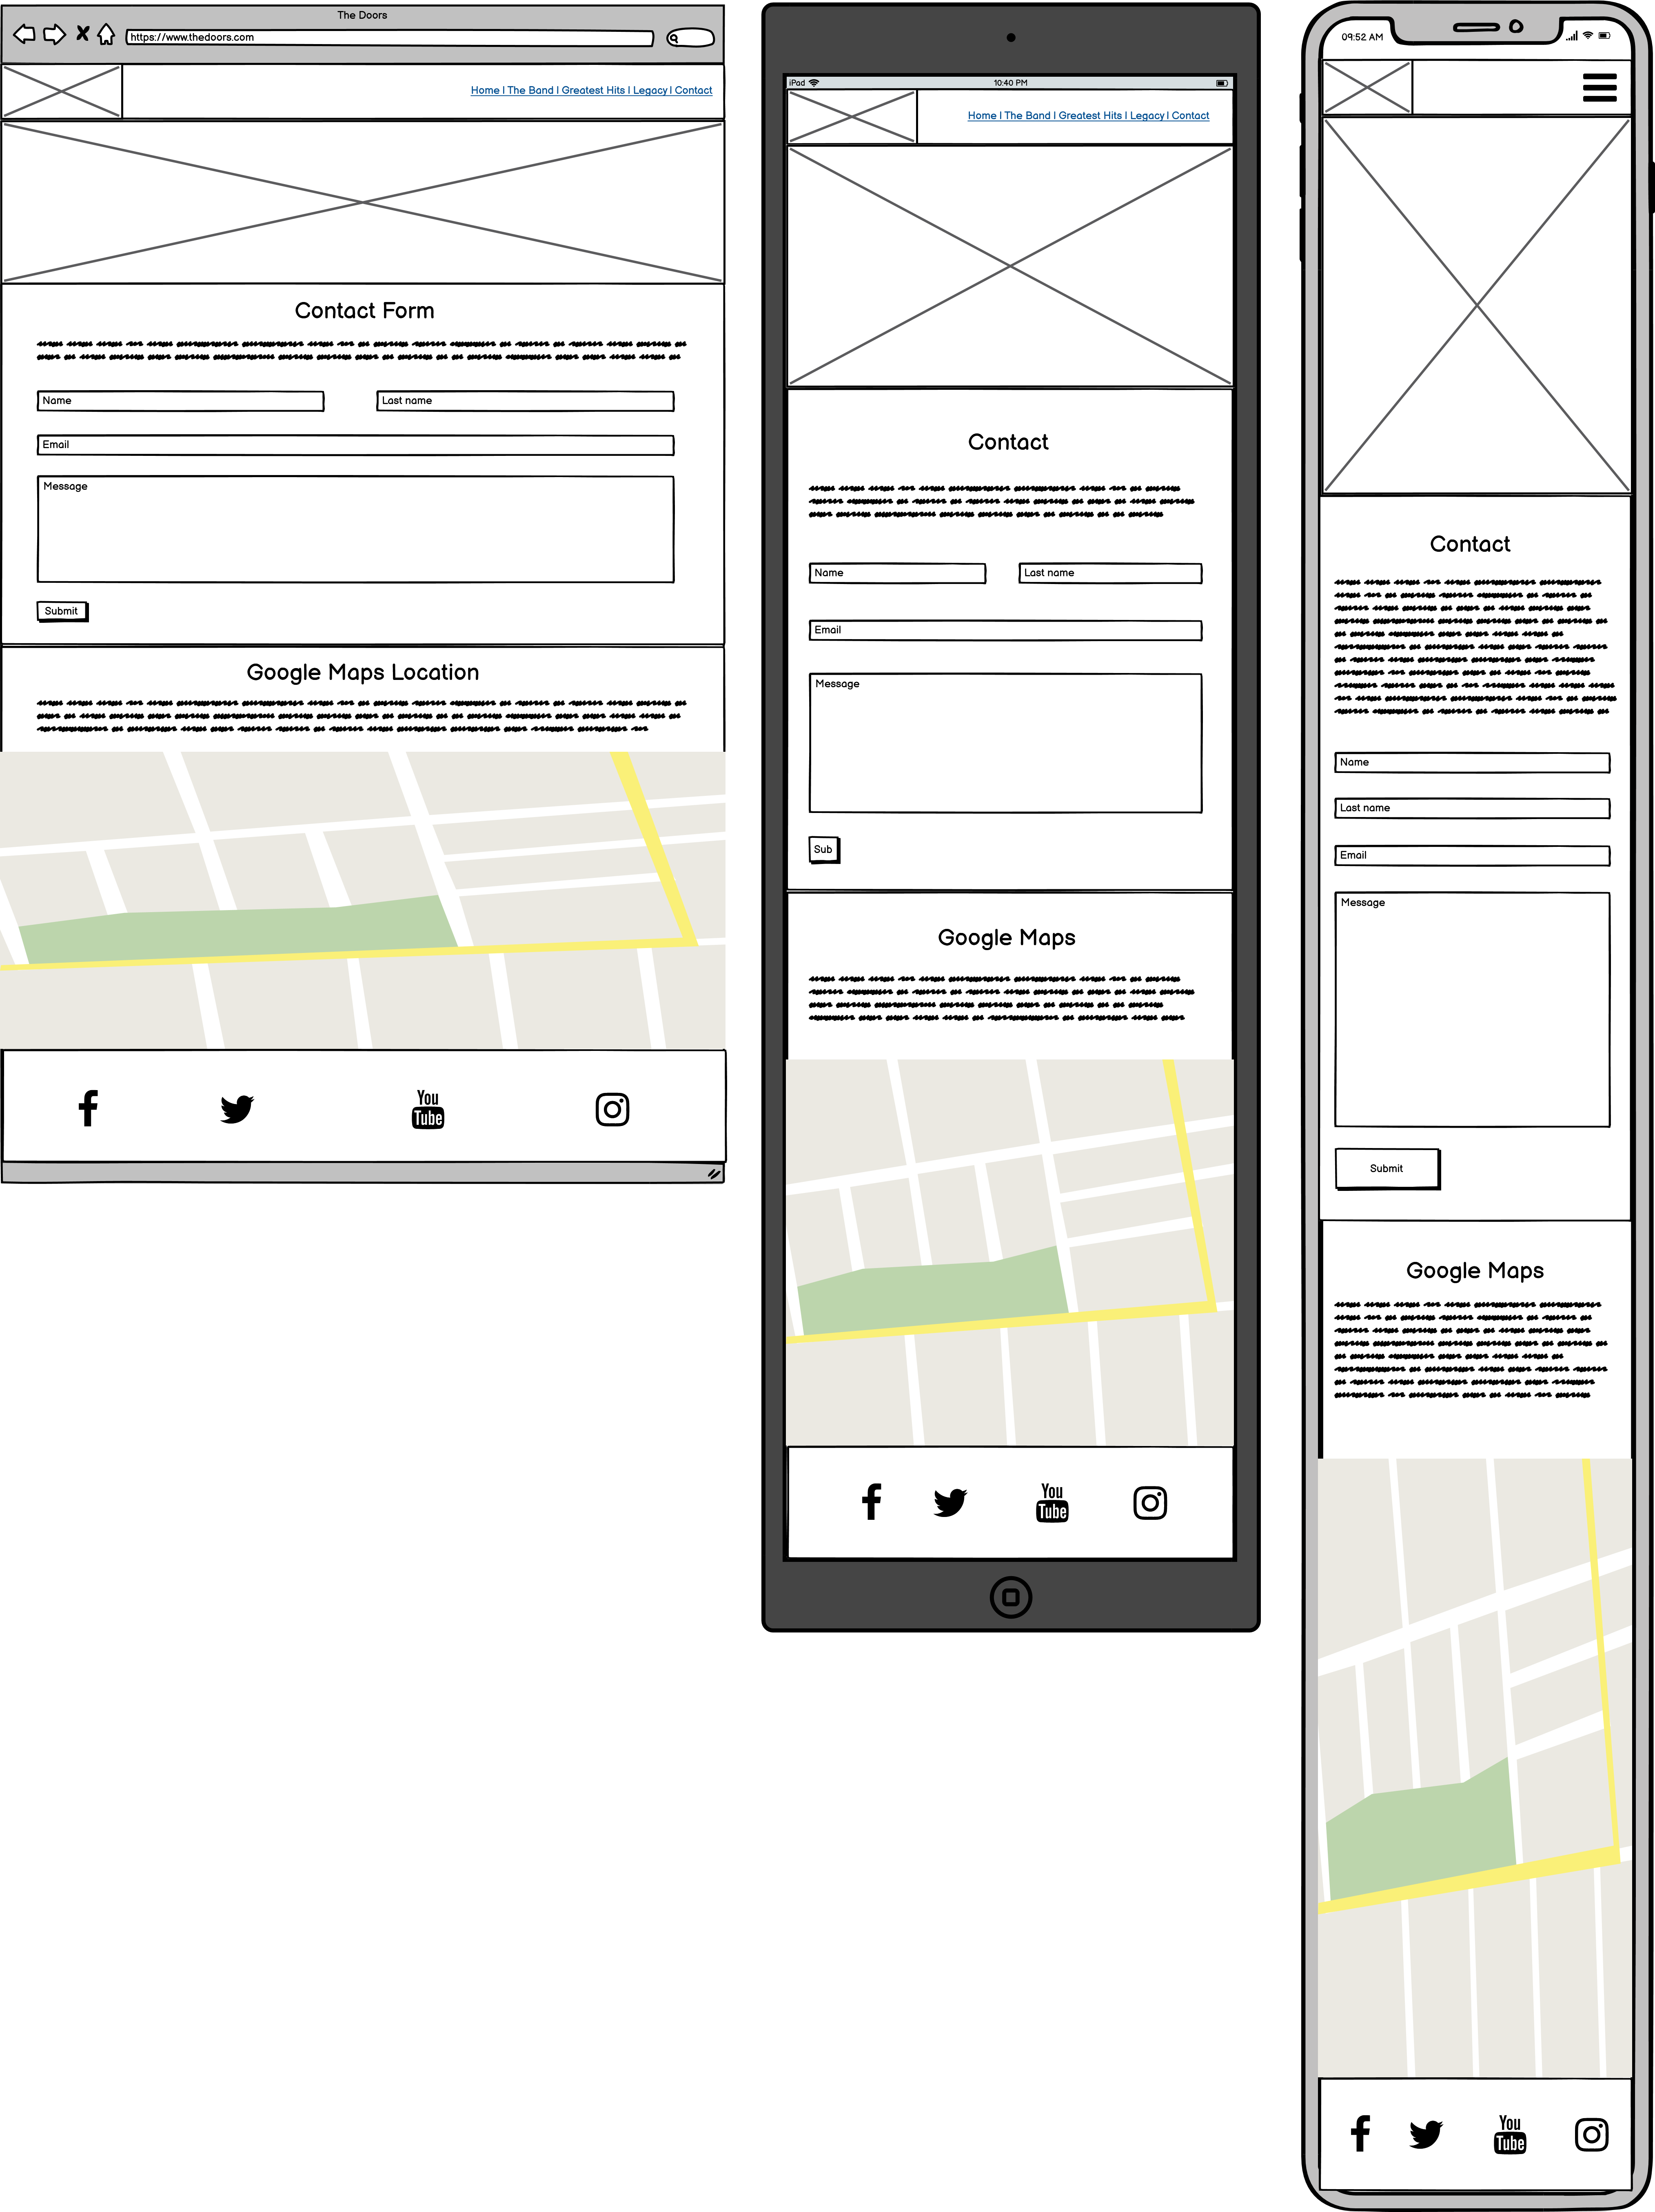 The Doors
https://www.thedoors.com
Home | The Band | Greatest Hits | Legacy | Contact
Contact Form
Name
Last name
Email
Message
Submit
Google Maps Location
You
Tube
iPad
10:40 PM
Home | The Band | Greatest Hits | Legacy | Contact
Contact
Name
Last name
Email
Message
Sub
Google Maps
You
Tube
09:52 AM
Contact
Name
Last name
Email
Message
Submit
Google Maps
You
Tube